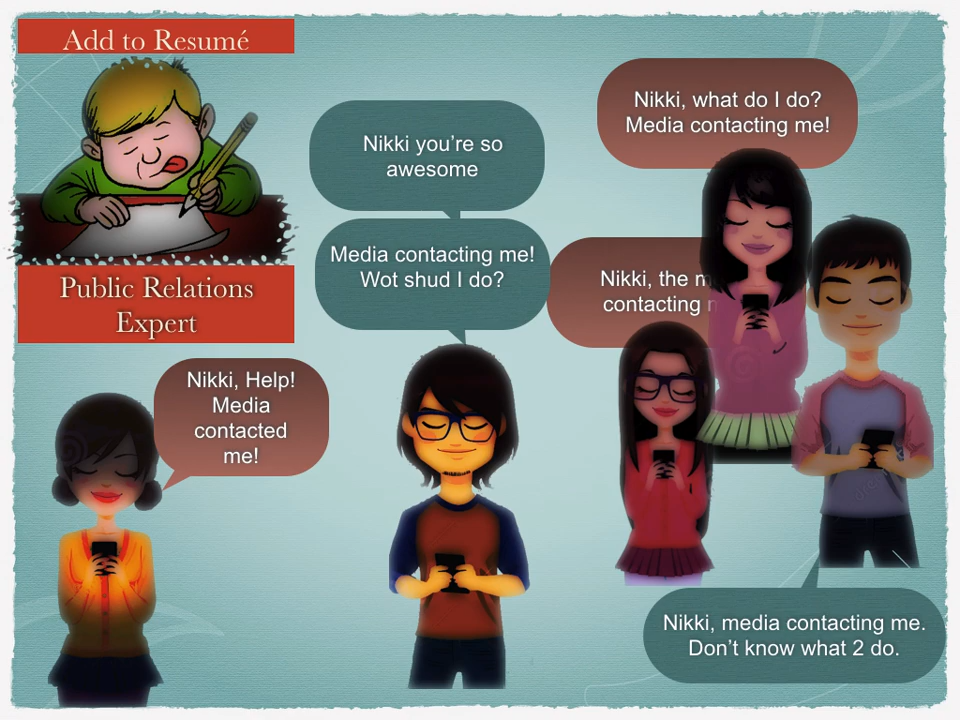 Add to Resumé
Public Relations
Expert
Nikki you're so
awesome
Media contacting me!
Wot shud I do?
Nikki, what do I do?
Media contacting me!
Nikki, the
contacting
Nikki, Help!
Media
contacted
me!
Nikki, media contacting me.
Don't know what 2 do.